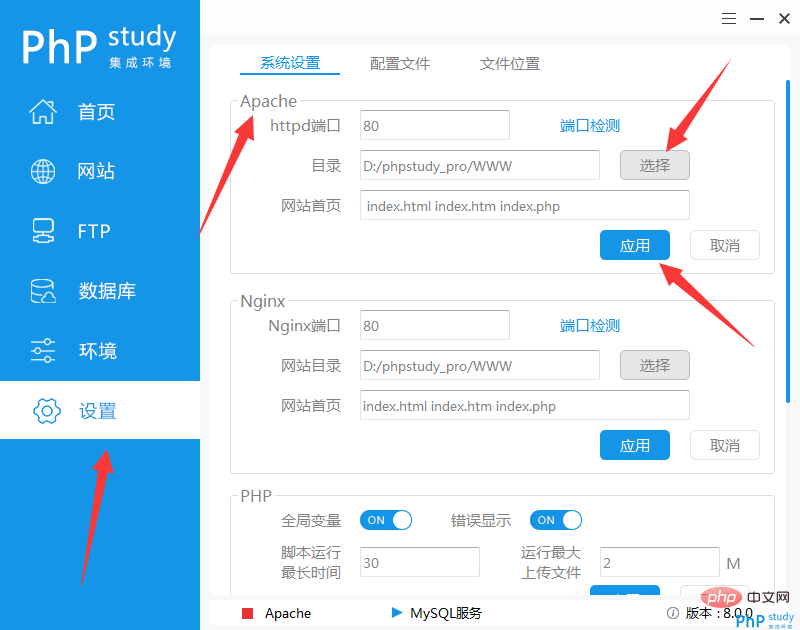 PhP study
集成环境
首页
网站
FTP
数据库
环境
设置
系统设置 配置文件 文件位置
Apache
httpd端口 80 端口检测
目录 D:/phpstudy_pro/WWW 选择
网站首页 index.html index.htm index.php
应用 取消
Nginx
Nginx端口 80 端口检测
网站目录 D:/phpstudy_pro/WWW 选择
网站首页 index.html index.htm index.php
应用 取消
PHP
全局变量 ON 错误显示 ON
脚本运行最长时间 30 运行最大上传文件 2 M
Apache MySQL服务 版本：8.0.0
php 中文网
PhP study
集成环境